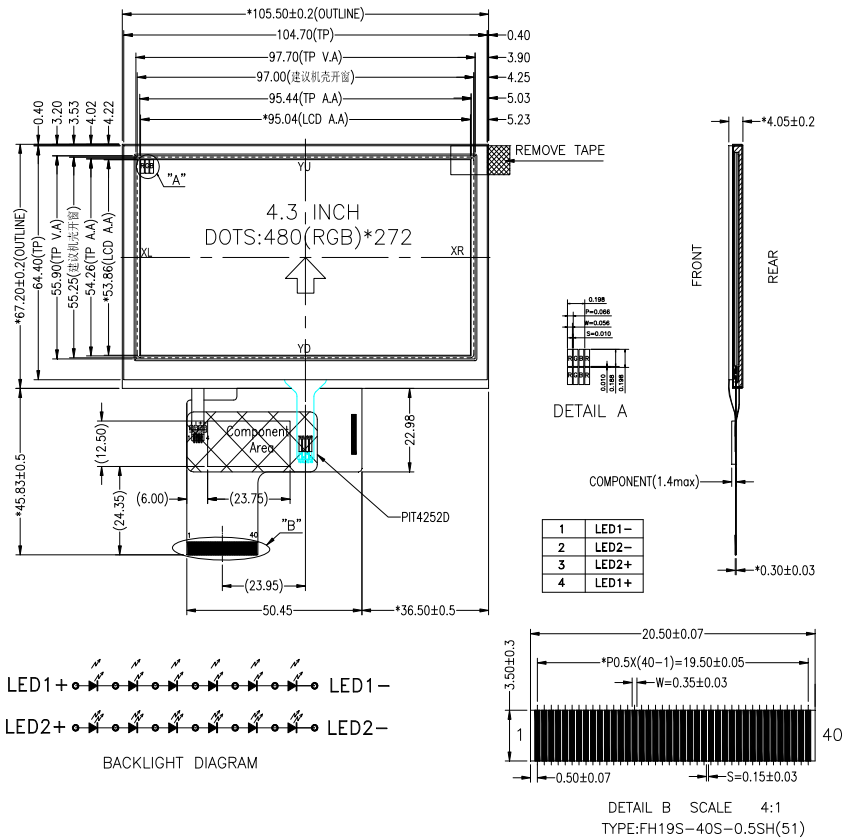 *105.50±0.2(OUTLINE)
104.70(TP)
0.40
97.70(TP V.A)
3.90
97.00(建议机壳开窗)
4.25
95.44(TP A.A)
5.03
*95.04(LCD A.A)
5.23
0.40
3.20
3.53
4.02
4.22
*4.05±0.2
REMOVE TAPE
YU
RGB
"A"
4.3 INCH
DOTS:480(RGB)*272
XL
XR
YD
*67.20±0.2(OUTLINE)
64.40(TP)
55.90(TP V.A)
55.25(建议机壳开窗)
54.26(TP A.A)
*53.86(LCD A.A)
FRONT
REAR
0.198
P=0.066
W=0.056
S=0.010
R G B R
R G B R
0.010
0.188
0.198
DETAIL A
Component
Area
22.98
(12.50)
*45.83±0.5
(24.35)
(6.00)
(23.75)
PIT4252D
COMPONENT(1.4max)
1
40
"B"
(23.95)
50.45
*36.50±0.5
1 LED1-
2 LED2-
3 LED2+
4 LED1+
*0.30±0.03
20.50±0.07
*P0.5X(40-1)=19.50±0.05
W=0.35±0.03
3.50±0.3
1
40
0.50±0.07
S=0.15±0.03
LED1+
LED1-
LED2+
LED2-
BACKLIGHT DIAGRAM
DETAIL B SCALE 4:1
TYPE:FH19S-40S-0.5SH(51)